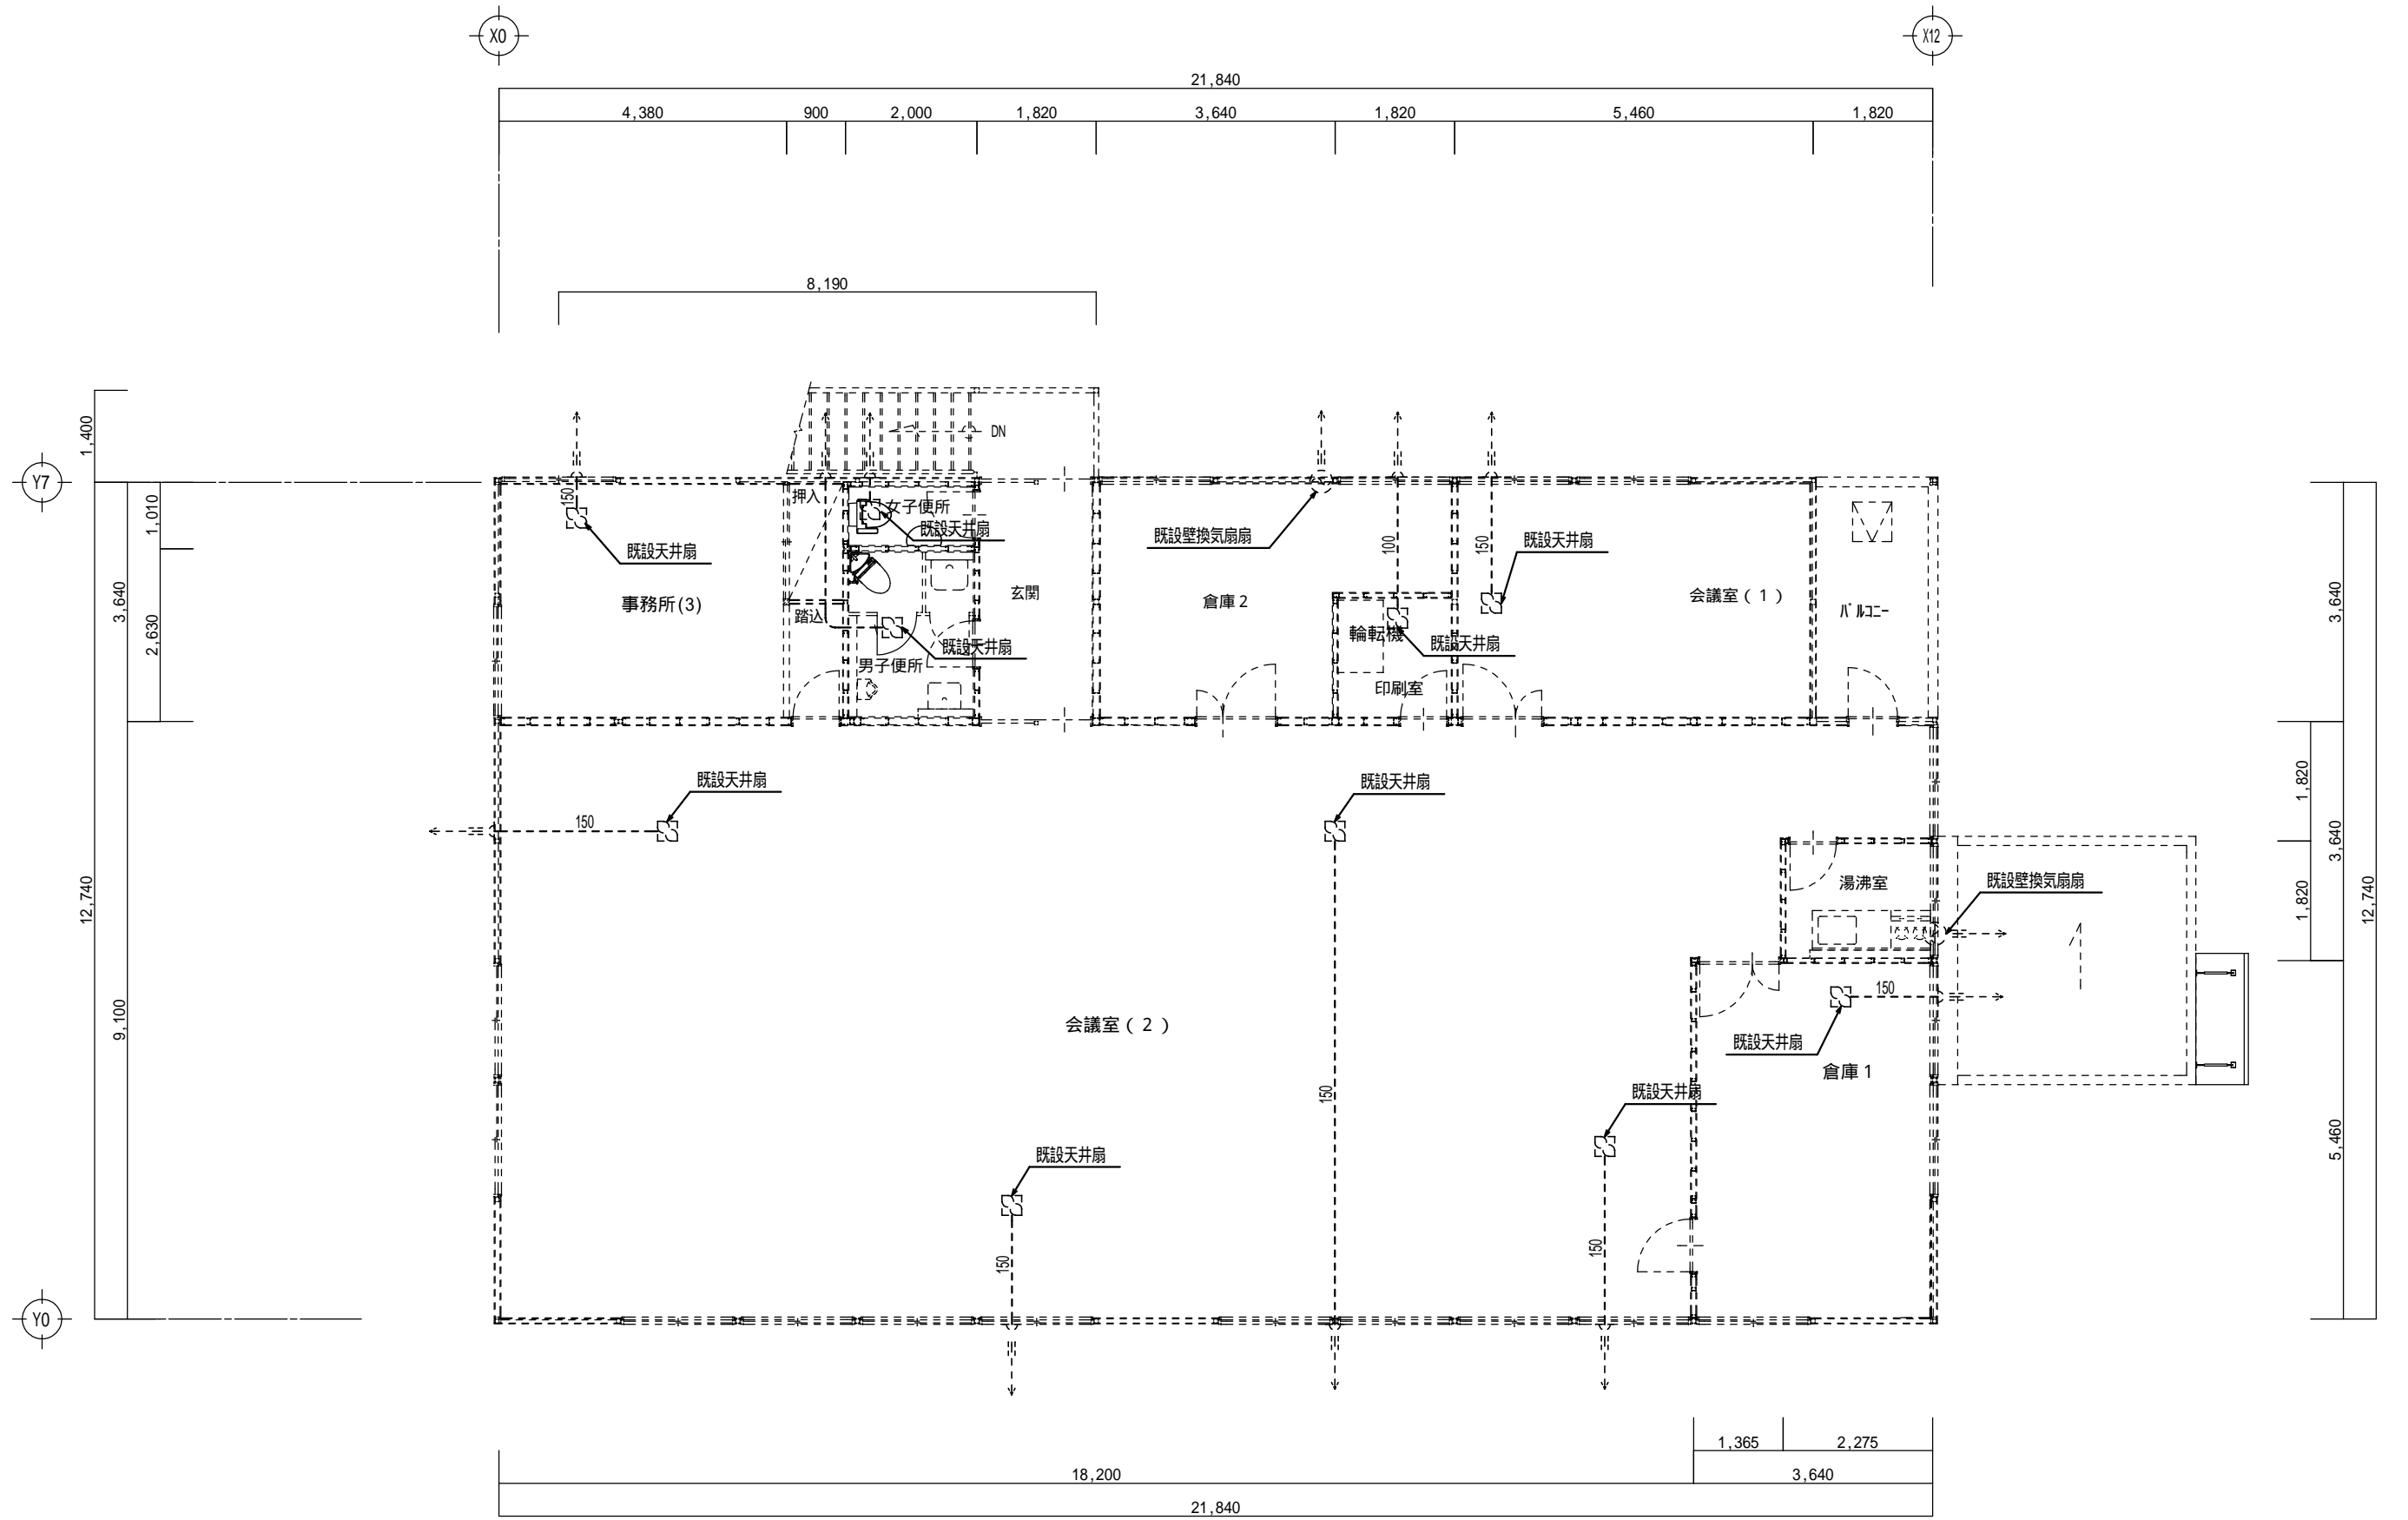 X0
X12
21,840
4,380
900
2,000
1,820
3,640
1,820
5,460
1,820
8,190
1,400
DN
Y7
押入
女子便所
既設天井扇
150
既設天井扇
既設壁換気扇扇
100
150
既設天井扇
1,010
3,640
2,630
事務所(3)
踏込
既設天井扇
男子便所
玄関
倉庫2
輪転機
既設天井扇
印刷室
会議室(1)
バルコニー
3,640
既設天井扇
150
既設天井扇
1,820
3,640
1,820
12,740
12,740
9,100
湯沸室
既設壁換気扇扇
150
会議室(2)
既設天井扇
倉庫1
150
既設天井扇
既設天井扇
150
150
5,460
Y0
1,365
2,275
18,200
3,640
21,840